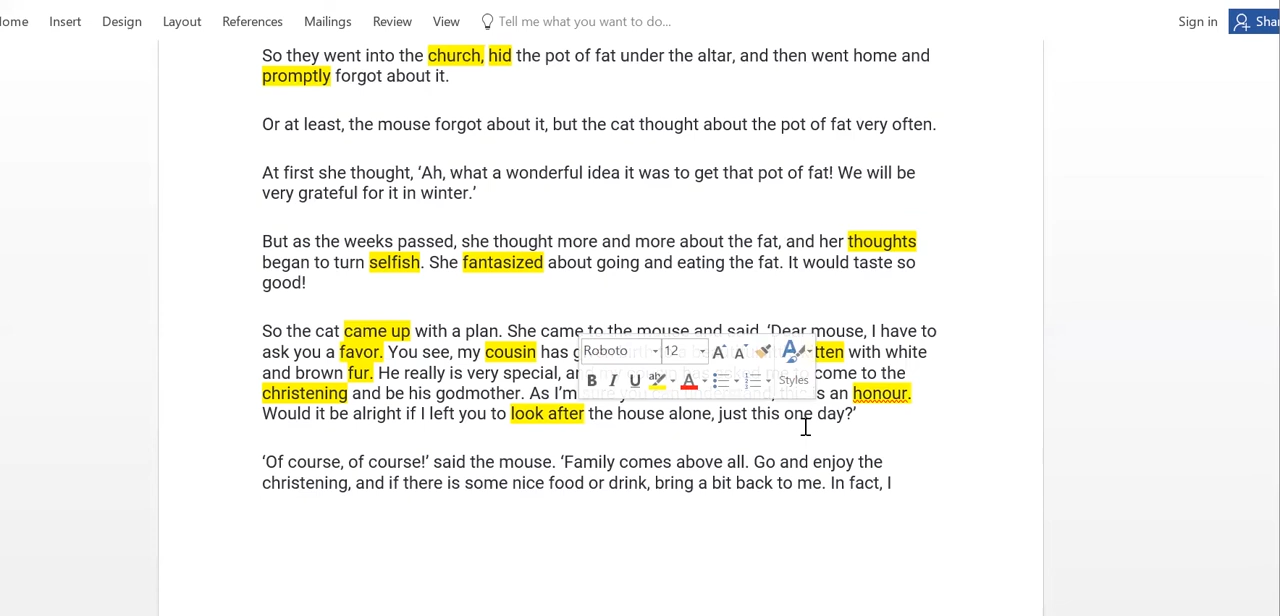 ome Insert Design Layout References Mailings Review View Tell me what you want to do... Sign in Shar
So they went into the church, hid the pot of fat under the altar, and then went home and
promptly forgot about it.
Or at least, the mouse forgot about it, but the cat thought about the pot of fat very often.
At first she thought, ‘Ah, what a wonderful idea it was to get that pot of fat! We will be
very grateful for it in winter.’
But as the weeks passed, she thought more and more about the fat, and her thoughts
began to turn selfish. She fantasized about going and eating the fat. It would taste so
good!
So the cat came up with a plan. She came to the mouse and said, ‘Dear mouse, I have to
ask you a favor. You see, my cousin has tten with white
Roboto 12
and brown fur. He really is very special, come to the
B I U ab A Styles
christening and be his godmother. As I’m s an honour.
Would it be alright if I left you to look after the house alone, just this one day?’
‘Of course, of course!’ said the mouse. ‘Family comes above all. Go and enjoy the
christening, and if there is some nice food or drink, bring a bit back to me. In fact, I